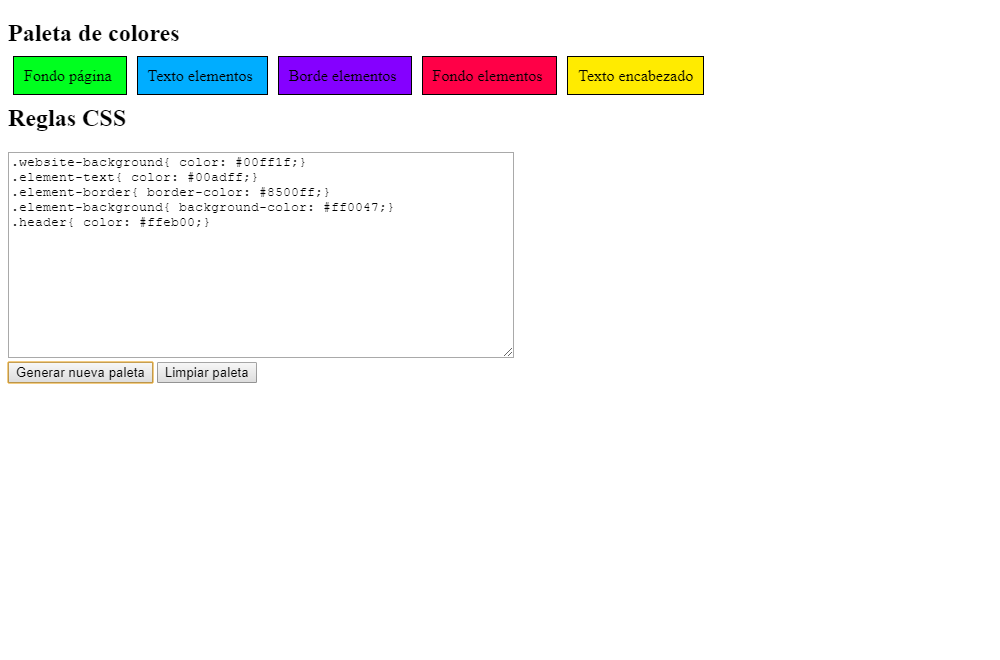 Paleta de colores
Fondo página Texto elementos Borde elementos Fondo elementos Texto encabezado
Reglas CSS
.website-background{ color: #00ff1f;}
.element-text{ color: #00adff;}
.element-border{ border-color: #8500ff;}
.element-background{ background-color: #ff0047;}
.header{ color: #ffeb00;}
Generar nueva paleta Limpiar paleta